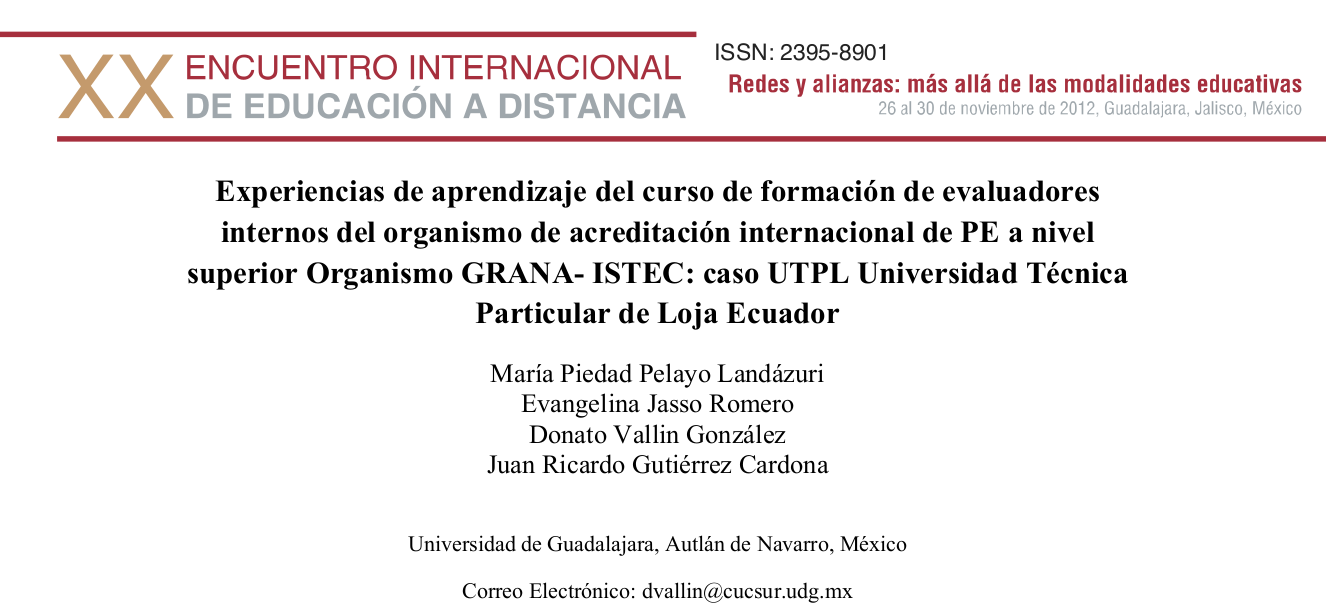 XX ENCUENTRO INTERNACIONAL
DE EDUCACIÓN A DISTANCIA
ISSN: 2395-8901
Redes y alianzas: más allá de las modalidades educativas
26 al 30 de noviembre de 2012, Guadalajara, Jalisco, México
Experiencias de aprendizaje del curso de formación de evaluadores
internos del organismo de acreditación internacional de PE a nivel
superior Organismo GRANA- ISTEC: caso UTPL Universidad Técnica
Particular de Loja Ecuador
María Piedad Pelayo Landázuri
Evangelina Jasso Romero
Donato Vallin González
Juan Ricardo Gutiérrez Cardona
Universidad de Guadalajara, Autlán de Navarro, México
Correo Electrónico: dvallin@cucsur.udg.mx